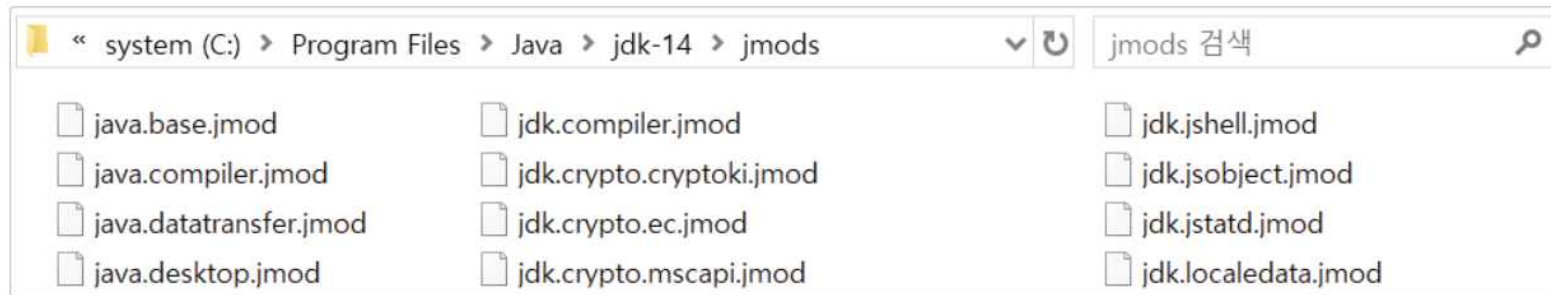 « system (C:) > Program Files > Java > jdk-14 > jmods
jmods 검색
java.base.jmod
java.compiler.jmod
java.datatransfer.jmod
java.desktop.jmod
jdk.compiler.jmod
jdk.crypto.cryptoki.jmod
jdk.crypto.ec.jmod
jdk.crypto.mscapi.jmod
jdk.jshell.jmod
jdk.jsobject.jmod
jdk.jstatd.jmod
jdk.localedata.jmod